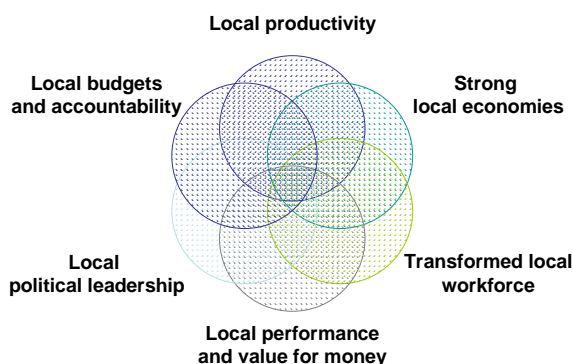 Local productivity
Local budgets
and accountability
Strong
local economies
Local
political leadership
Transformed local
workforce
Local performance
and value for money